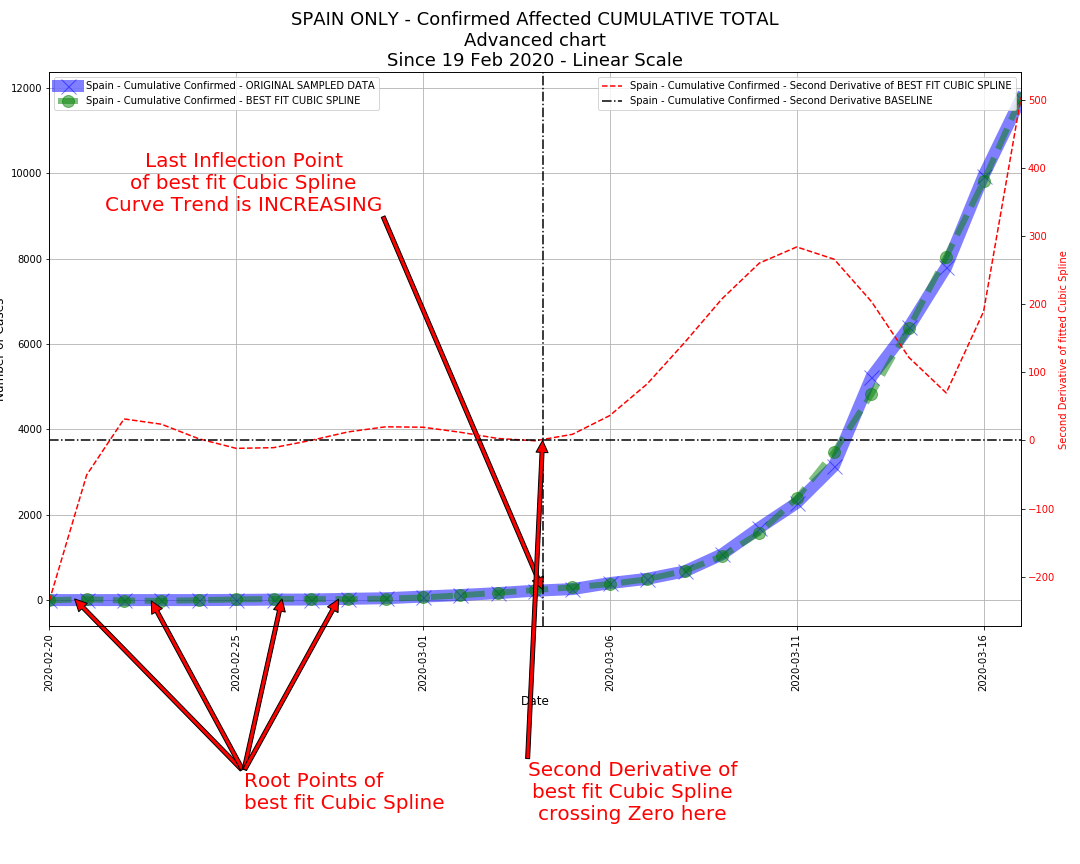 SPAIN ONLY - Confirmed Affected CUMULATIVE TOTAL
Advanced chart
Since 19 Feb 2020 - Linear Scale
Spain - Cumulative Confirmed - ORIGINAL SAMPLED DATA
Spain - Cumulative Confirmed - BEST FIT CUBIC SPLINE
Spain - Cumulative Confirmed - Second Derivative of BEST FIT CUBIC SPLINE
Spain - Cumulative Confirmed - Second Derivative BASELINE
Last Inflection Point
of best fit Cubic Spline
Curve Trend is INCREASING
12000
10000
8000
6000
4000
2000
0
500
400
300
200
100
0
−100
−200
Second Derivative of fitted Cubic Spline
2020-02-20
2020-02-25
2020-03-01
2020-03-06
2020-03-11
2020-03-16
Date
Root Points of
best fit Cubic Spline
Second Derivative of
best fit Cubic Spline
crossing Zero here